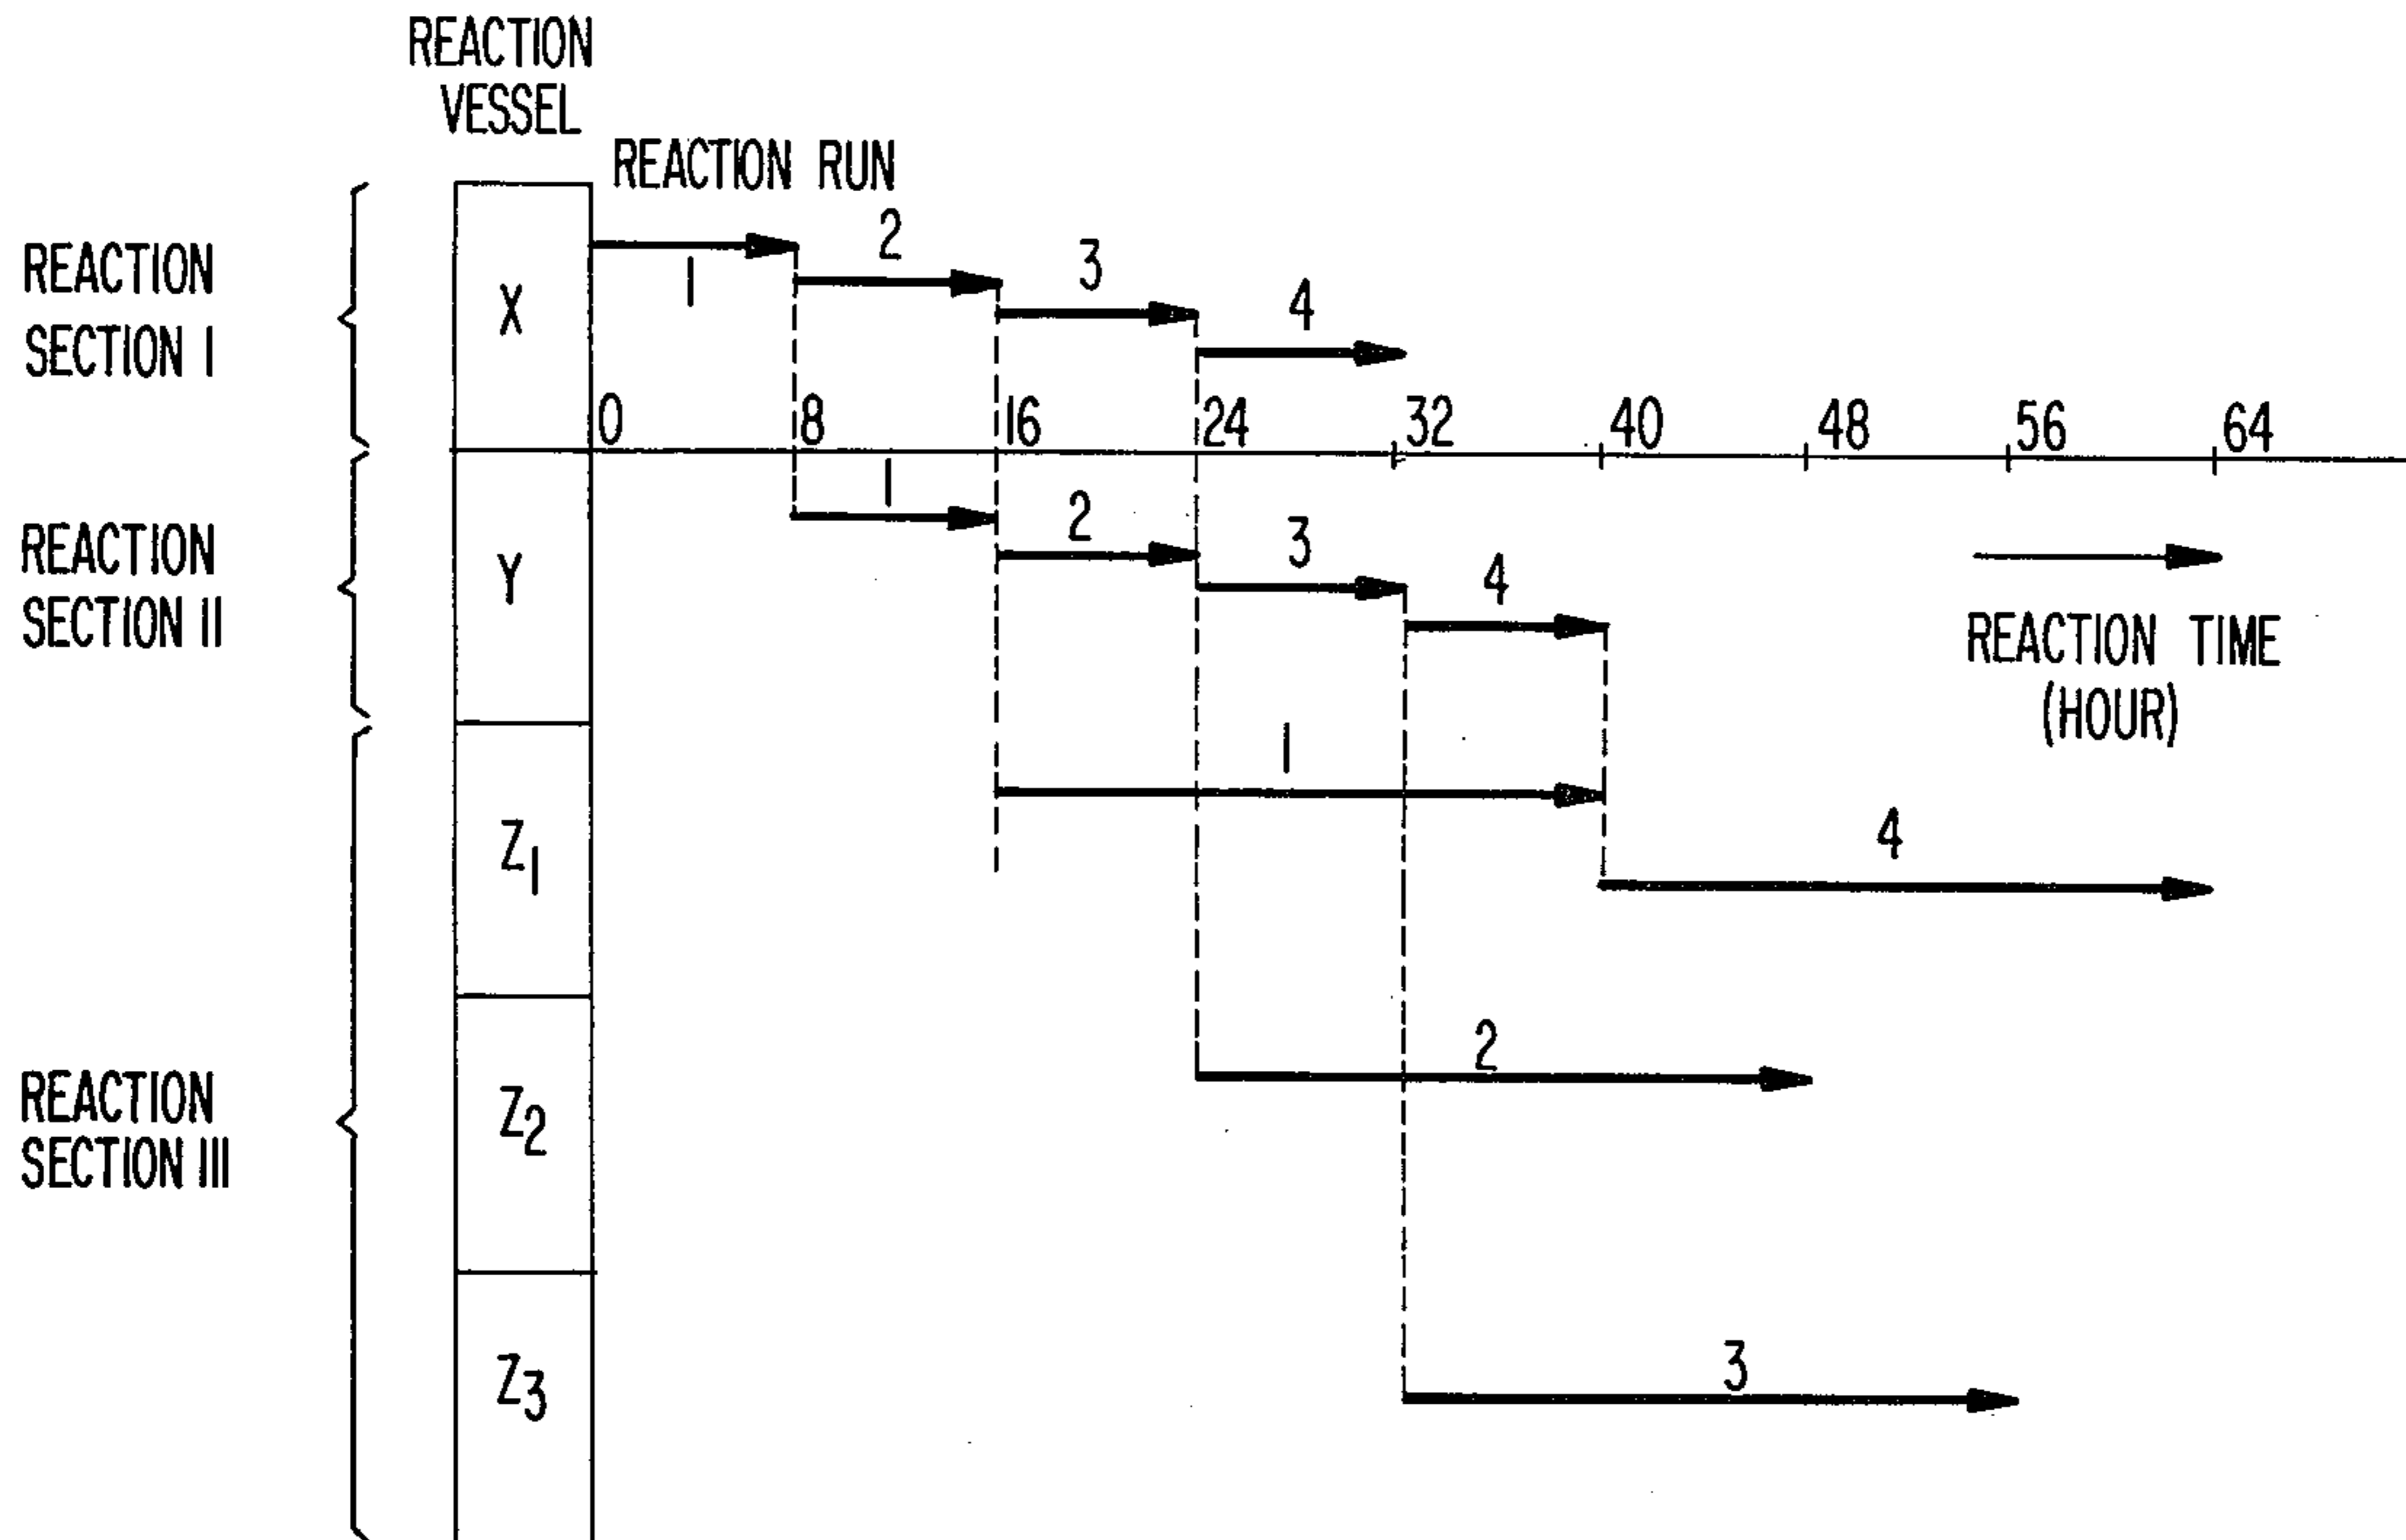 REACTION
VESSEL
REACTION RUN
1
2
3
4
REACTION
SECTION I
X
0 8 16 24 32 40 48 56 64
1
2
3
4
REACTION
SECTION II
Y
REACTION TIME
(HOUR)
1
4
Z1
2
REACTION
SECTION III
Z2
3
Z3